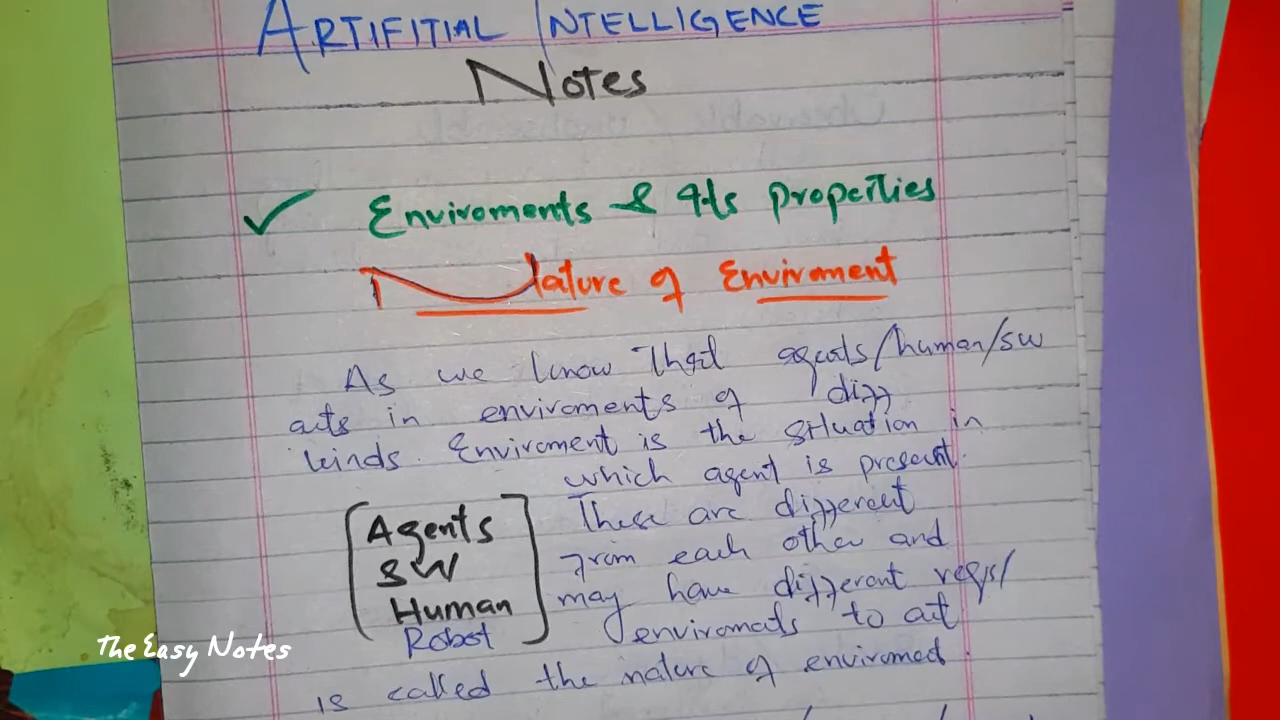 ARTIFITIAL INTELLIGENCE
Notes
✓ Enviroments & Its properties
Nature of Enviroment
As we know That agents/human/sw
acts in enviroments of diff
kinds. Enviroment is the situation in
which agent is present.
[Agents
SW
Human
Robot]
These are different
from each other and
may have different reqs/
enviroments to act
is called the nature of enviroment
The Easy Notes